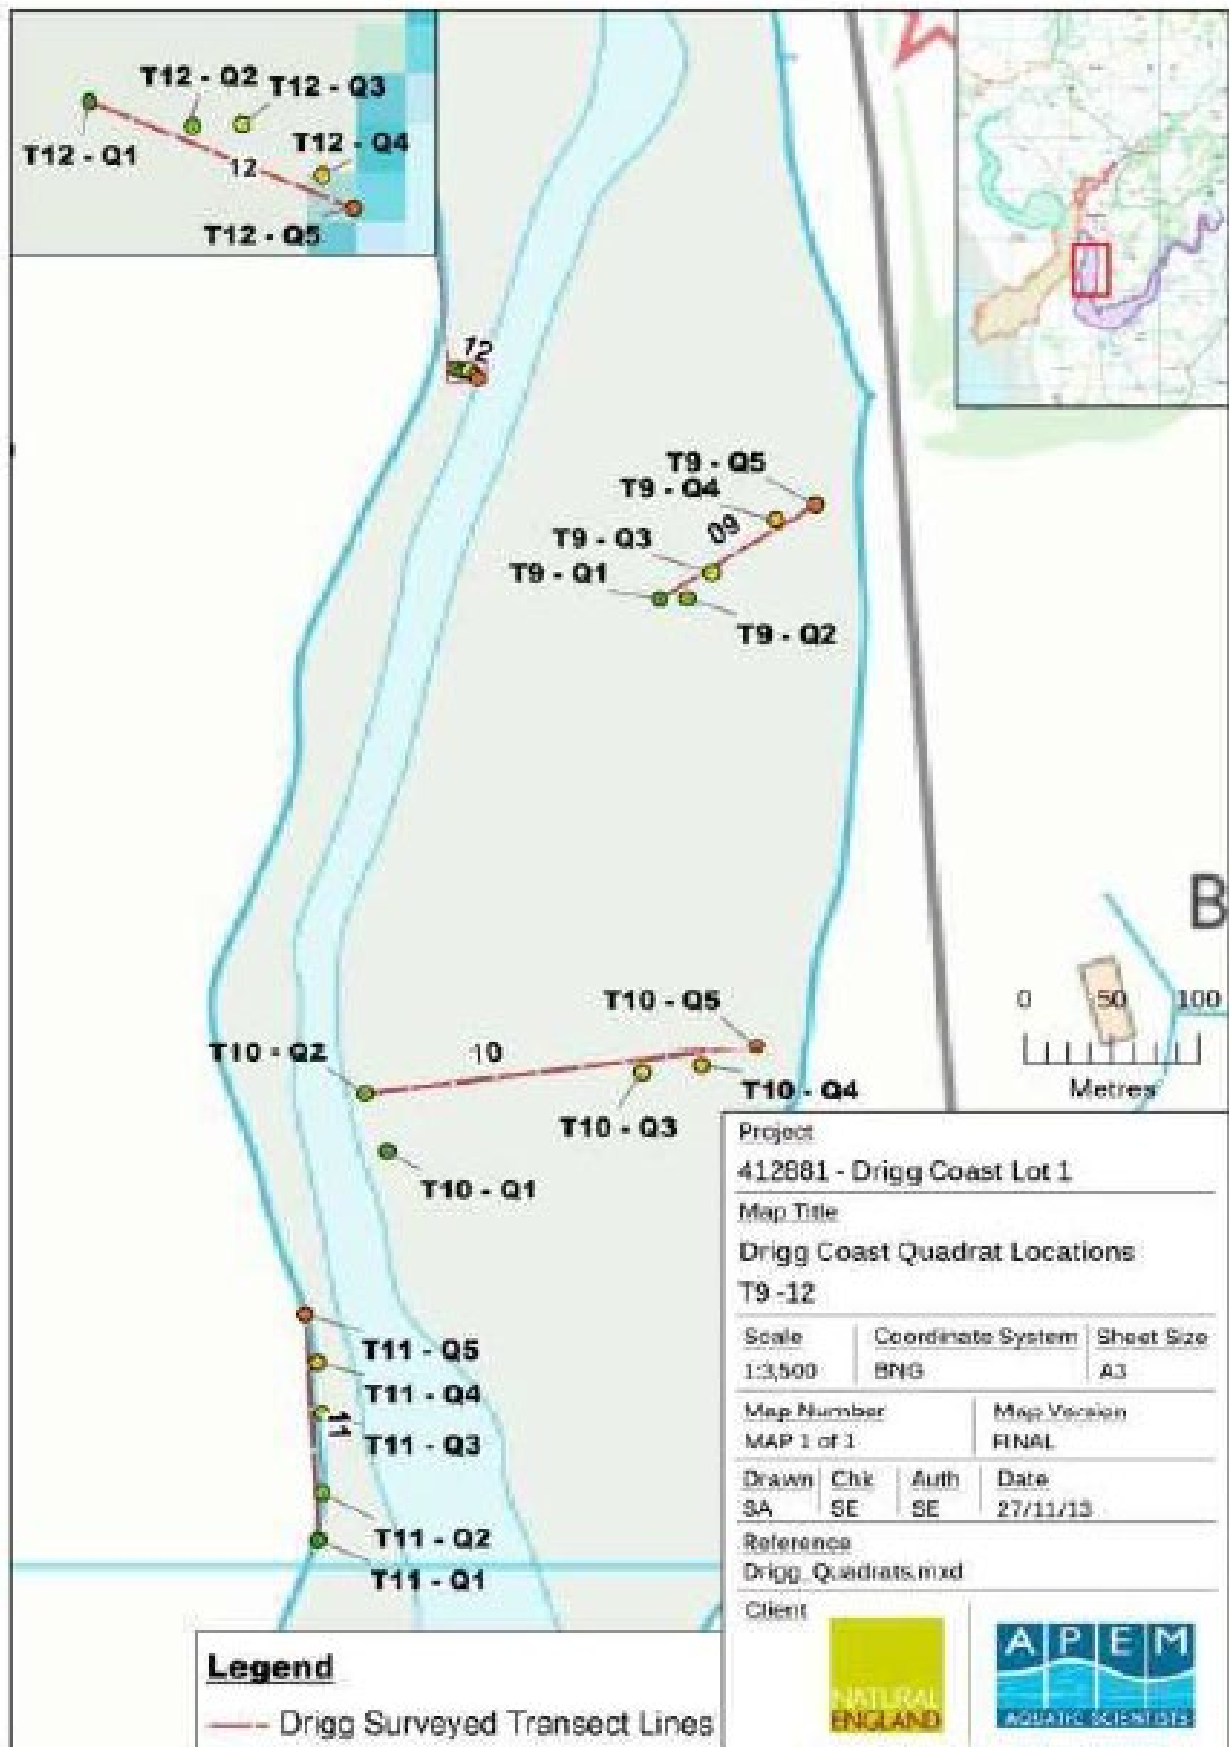 T12 - Q2
T12 - Q3
T12 - Q1
T12 - Q4
12
T12 - Q5
12
T9 - Q5
T9 - Q4
09
T9 - Q3
T9 - Q1
T9 - Q2
B
0 50 100
Metres
T10 - Q5
T10 - Q2
10
T10 - Q4
T10 - Q3
T10 - Q1
T11 - Q5
T11 - Q4
11
T11 - Q3
T11 - Q2
T11 - Q1
Project
412881 - Drigg Coast Lot 1
Map Title
Drigg Coast Quadrat Locations
T9 -12
Scale Coordinate System Sheet Size
1:3,500 BNG A3
Map Number Map Version
MAP 1 of 1 FINAL
Drawn Chk Auth Date
SA SE SE 27/11/13
Reference
Drigg_Quadrats.mxd
Client
NATURAL
ENGLAND
APEM
AQUATIC SCIENTISTS
Legend
Drigg Surveyed Transect Lines